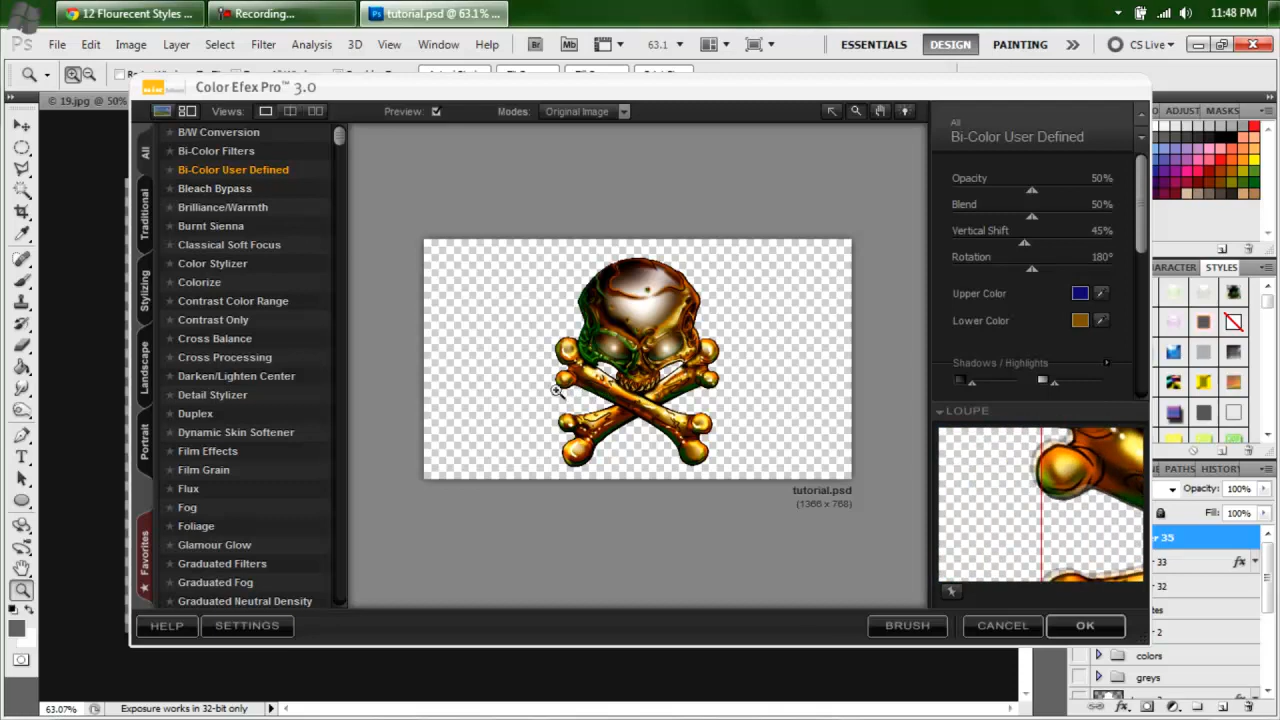 12 Flourecent Styles ...
Recording...
tutorial.psd @ 63.1% ...
11:48 PM
Ps File Edit Image Layer Select Filter Analysis 3D View Window Help Br Mb 63.1 ESSENTIALS DESIGN PAINTING CS Live
© 19.jpg @ 50%
Color Efex Pro™ 3.0
Views: Preview: Modes: Original Image
All
Traditional
Stylizing
Landscape
Portrait
Favorites
B/W Conversion
Bi-Color Filters
Bi-Color User Defined
Bleach Bypass
Brilliance/Warmth
Burnt Sienna
Classical Soft Focus
Color Stylizer
Colorize
Contrast Color Range
Contrast Only
Cross Balance
Cross Processing
Darken/Lighten Center
Detail Stylizer
Duplex
Dynamic Skin Softener
Film Effects
Film Grain
Flux
Fog
Foliage
Glamour Glow
Graduated Filters
Graduated Fog
Graduated Neutral Density
tutorial.psd
(1366 x 768)
All
Bi-Color User Defined
Opacity 50%
Blend 50%
Vertical Shift 45%
Rotation 180°
Upper Color
Lower Color
Shadows / Highlights
LOUPE
HELP SETTINGS BRUSH CANCEL OK
ADJUST MASKS
ARACTER STYLES
PATHS HISTORY
Opacity: 100%
Fill: 100%
35
33 fx
32
2
colors
greys
63.07% Exposure works in 32-bit only